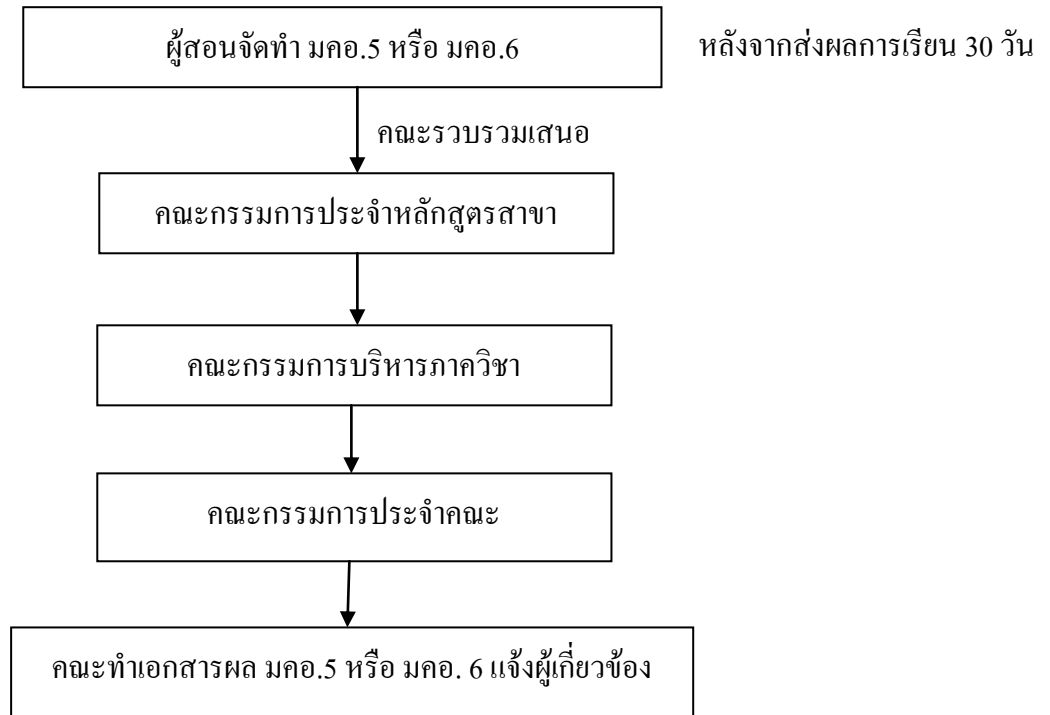 ผู้สอนจัดทำ มคอ.5 หรือ มคอ.6
หลังจากส่งผลการเรียน 30 วัน
คณะรวบรวมเสนอ
คณะกรรมการประจำหลักสูตรสาขา
คณะกรรมการบริหารภาควิชา
คณะกรรมการประจำคณะ
คณะทำเอกสารผล มคอ.5 หรือ มคอ. 6 แจ้งผู้เกี่ยวข้อง